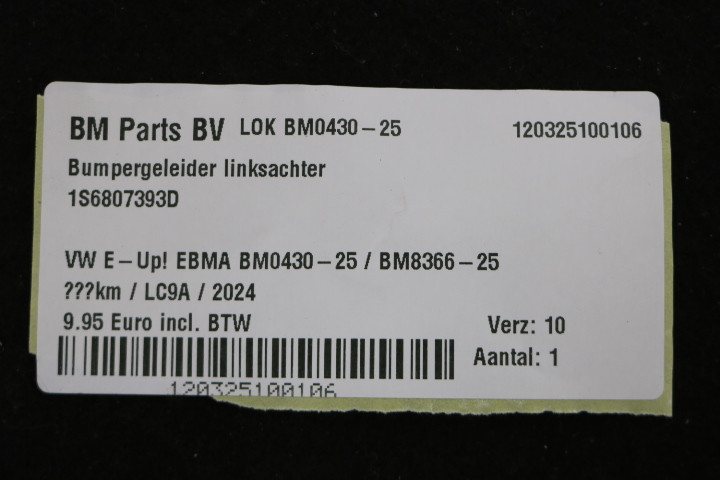 BM Parts BV LOK BM0430-25 120325100106
Bumpergeleider linksachter
1S6807393D
VW E-Up! EBMA BM0430-25 / BM8366-25
???km / LC9A / 2024
9.95 Euro incl. BTW Verz: 10
Aantal: 1
120325100106